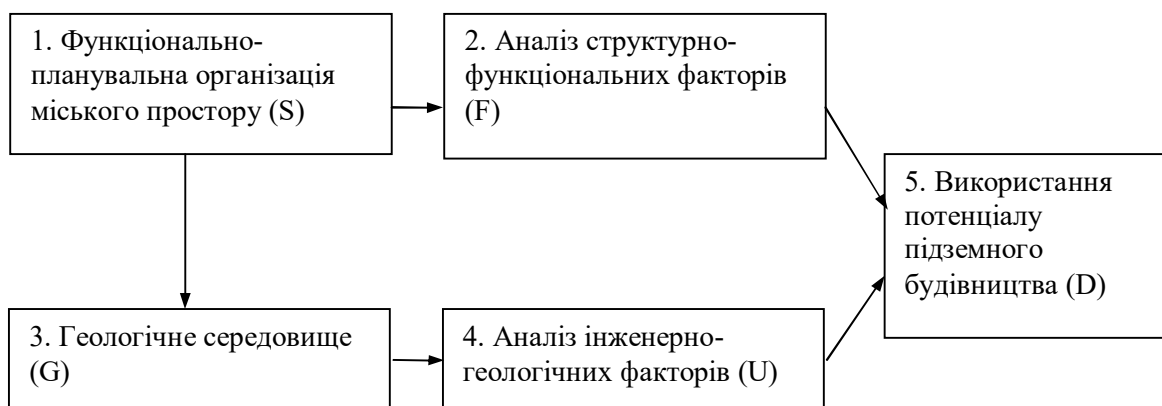 1. Функціонально-
планувальна організація
міського простору (S)
2. Аналіз структурно-
функціональних факторів
(F)
5. Використання
потенціалу
підземного
будівництва (D)
3. Геологічне середовище
(G)
4. Аналіз інженерно-
геологічних факторів (U)